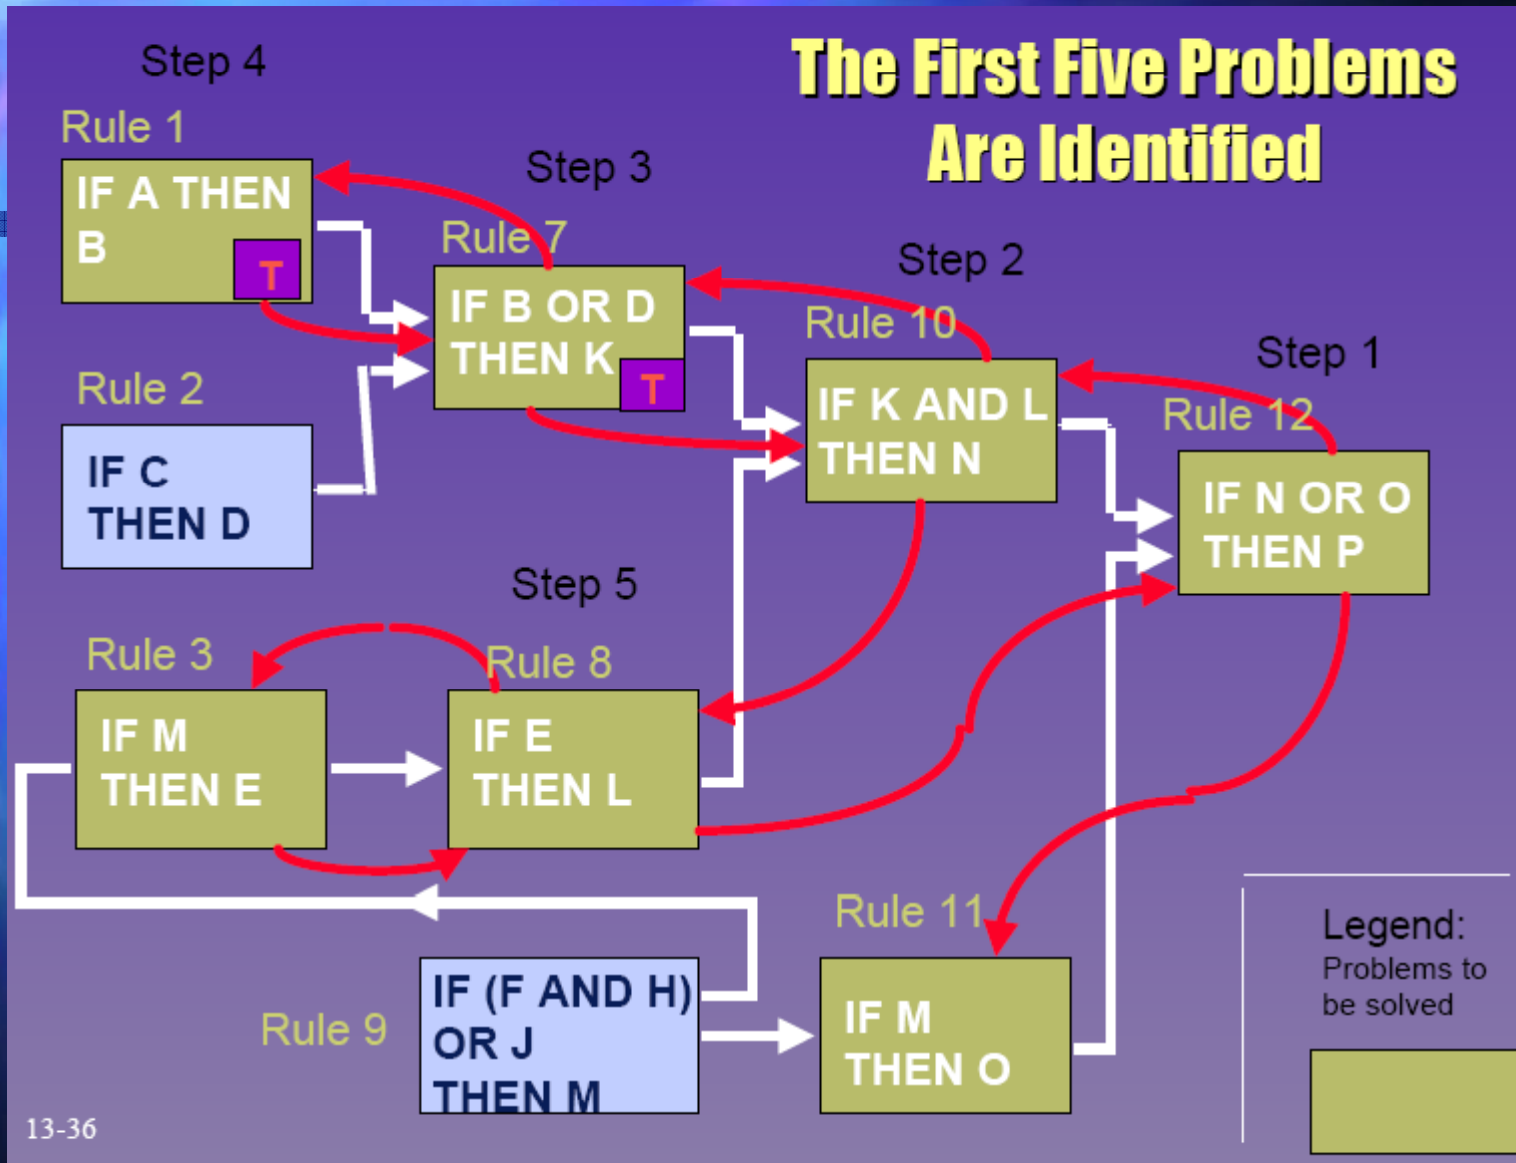 The First Five Problems
Are Identified
Step 4
Rule 1
IF A THEN
B
T
Step 3
Rule 7
IF B OR D
THEN K
T
Step 2
Rule 10
IF K AND L
THEN N
Step 1
Rule 12
IF N OR O
THEN P
Rule 2
IF C
THEN D
Step 5
Rule 3
IF M
THEN E
Rule 8
IF E
THEN L
Rule 9
IF (F AND H)
OR J
THEN M
Rule 11
IF M
THEN O
Legend:
Problems to
be solved
13-36